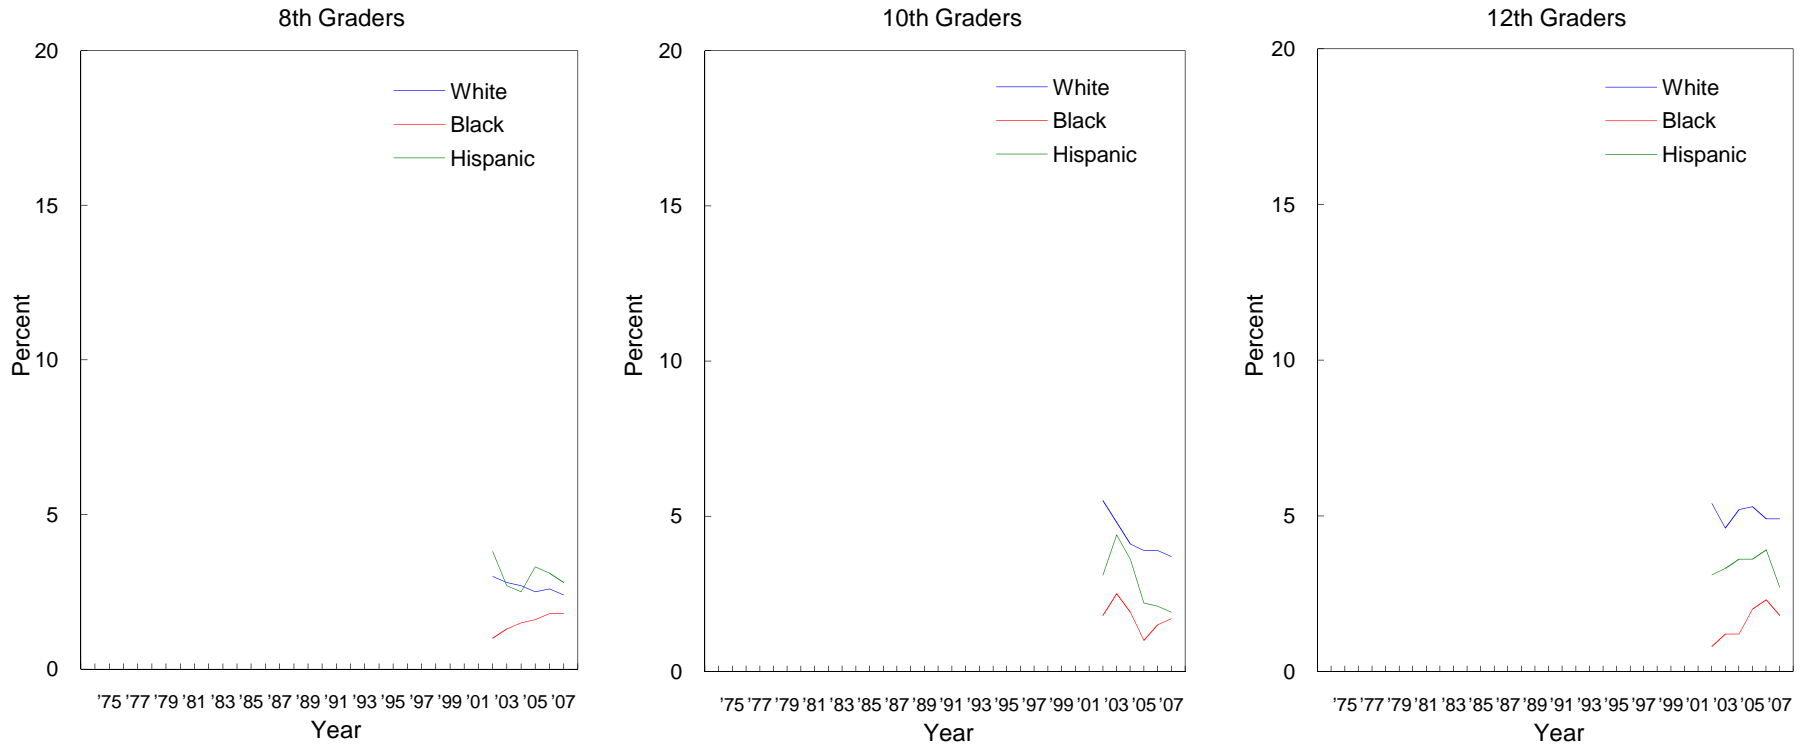 8th Graders
20
15
10
5
0
Percent
White
Black
Hispanic
’75 ’77 ’79 ’81 ’83 ’85 ’87 ’89 ’91 ’93 ’95 ’97 ’99 ’01 ’03 ’05 ’07
Year
10th Graders
20
15
10
5
0
Percent
White
Black
Hispanic
’75 ’77 ’79 ’81 ’83 ’85 ’87 ’89 ’91 ’93 ’95 ’97 ’99 ’01 ’03 ’05 ’07
Year
12th Graders
20
15
10
5
0
Percent
White
Black
Hispanic
’75 ’77 ’79 ’81 ’83 ’85 ’87 ’89 ’91 ’93 ’95 ’97 ’99 ’01 ’03 ’05 ’07
Year